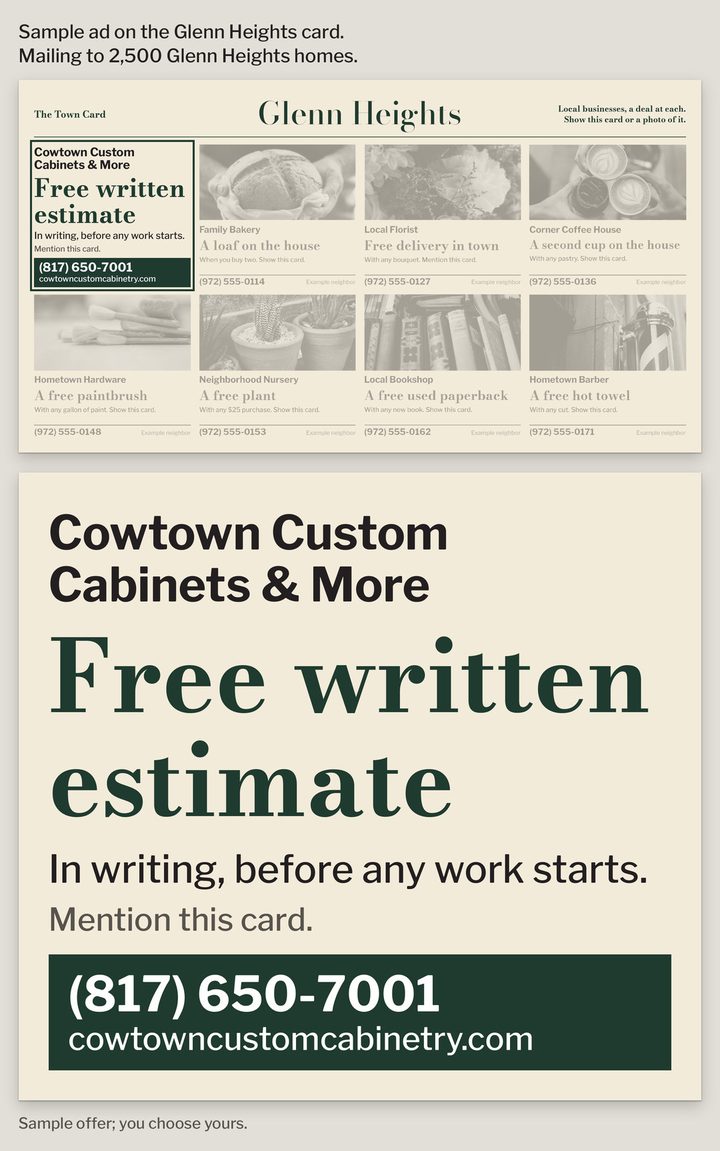 Sample ad on the Glenn Heights card.
Mailing to 2,500 Glenn Heights homes.
The Town Card
Glenn Heights
Local businesses, a deal at each.
Show this card or a photo of it.
Cowtown Custom
Cabinets & More
Free written
estimate
In writing, before any work starts.
Mention this card.
(817) 650-7001
cowtowncustomcabinetry.com
Family Bakery
A loaf on the house
When you buy two. Show this card.
(972) 555-0114
Example neighbor
Local Florist
Free delivery in town
With any bouquet. Mention this card.
(972) 555-0127
Example neighbor
Corner Coffee House
A second cup on the house
With any pastry. Show this card.
(972) 555-0136
Example neighbor
Hometown Hardware
A free paintbrush
With any gallon of paint. Show this card.
(972) 555-0148
Example neighbor
Neighborhood Nursery
A free plant
With any $25 purchase. Show this card.
(972) 555-0153
Example neighbor
Local Bookshop
A free used paperback
With any new book. Show this card.
(972) 555-0162
Example neighbor
Hometown Barber
A free hot towel
With any cut. Show this card.
(972) 555-0171
Example neighbor
Cowtown Custom
Cabinets & More
Free written
estimate
In writing, before any work starts.
Mention this card.
(817) 650-7001
cowtowncustomcabinetry.com
Sample offer; you choose yours.